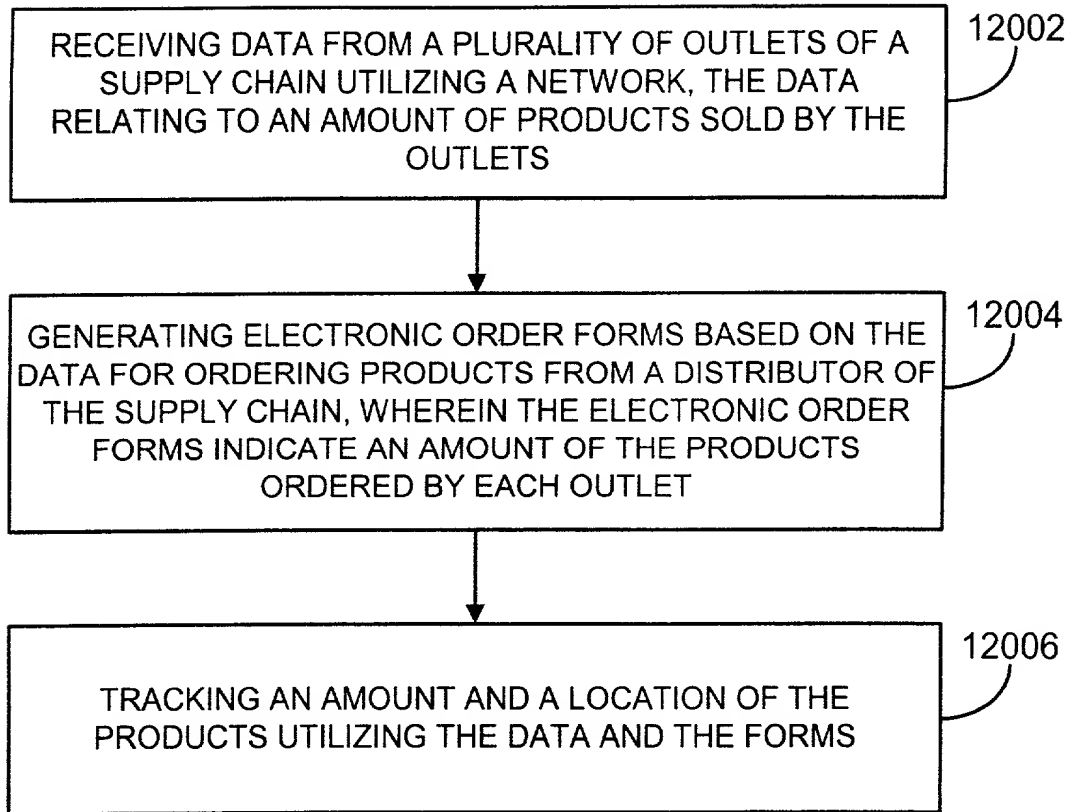 12002
RECEIVING DATA FROM A PLURALITY OF OUTLETS OF A
SUPPLY CHAIN UTILIZING A NETWORK, THE DATA
RELATING TO AN AMOUNT OF PRODUCTS SOLD BY THE
OUTLETS
12004
GENERATING ELECTRONIC ORDER FORMS BASED ON THE
DATA FOR ORDERING PRODUCTS FROM A DISTRIBUTOR OF
THE SUPPLY CHAIN, WHEREIN THE ELECTRONIC ORDER
FORMS INDICATE AN AMOUNT OF THE PRODUCTS
ORDERED BY EACH OUTLET
12006
TRACKING AN AMOUNT AND A LOCATION OF THE
PRODUCTS UTILIZING THE DATA AND THE FORMS